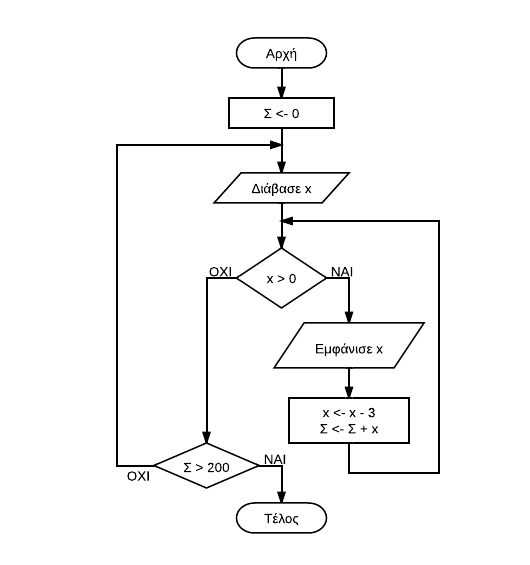 Αρχή
Σ <- 0
Διάβασε x
x > 0
ΟΧΙ
ΝΑΙ
Εμφάνισε x
x <- x - 3
Σ <- Σ + x
Σ > 200
ΝΑΙ
ΟΧΙ
Τέλος